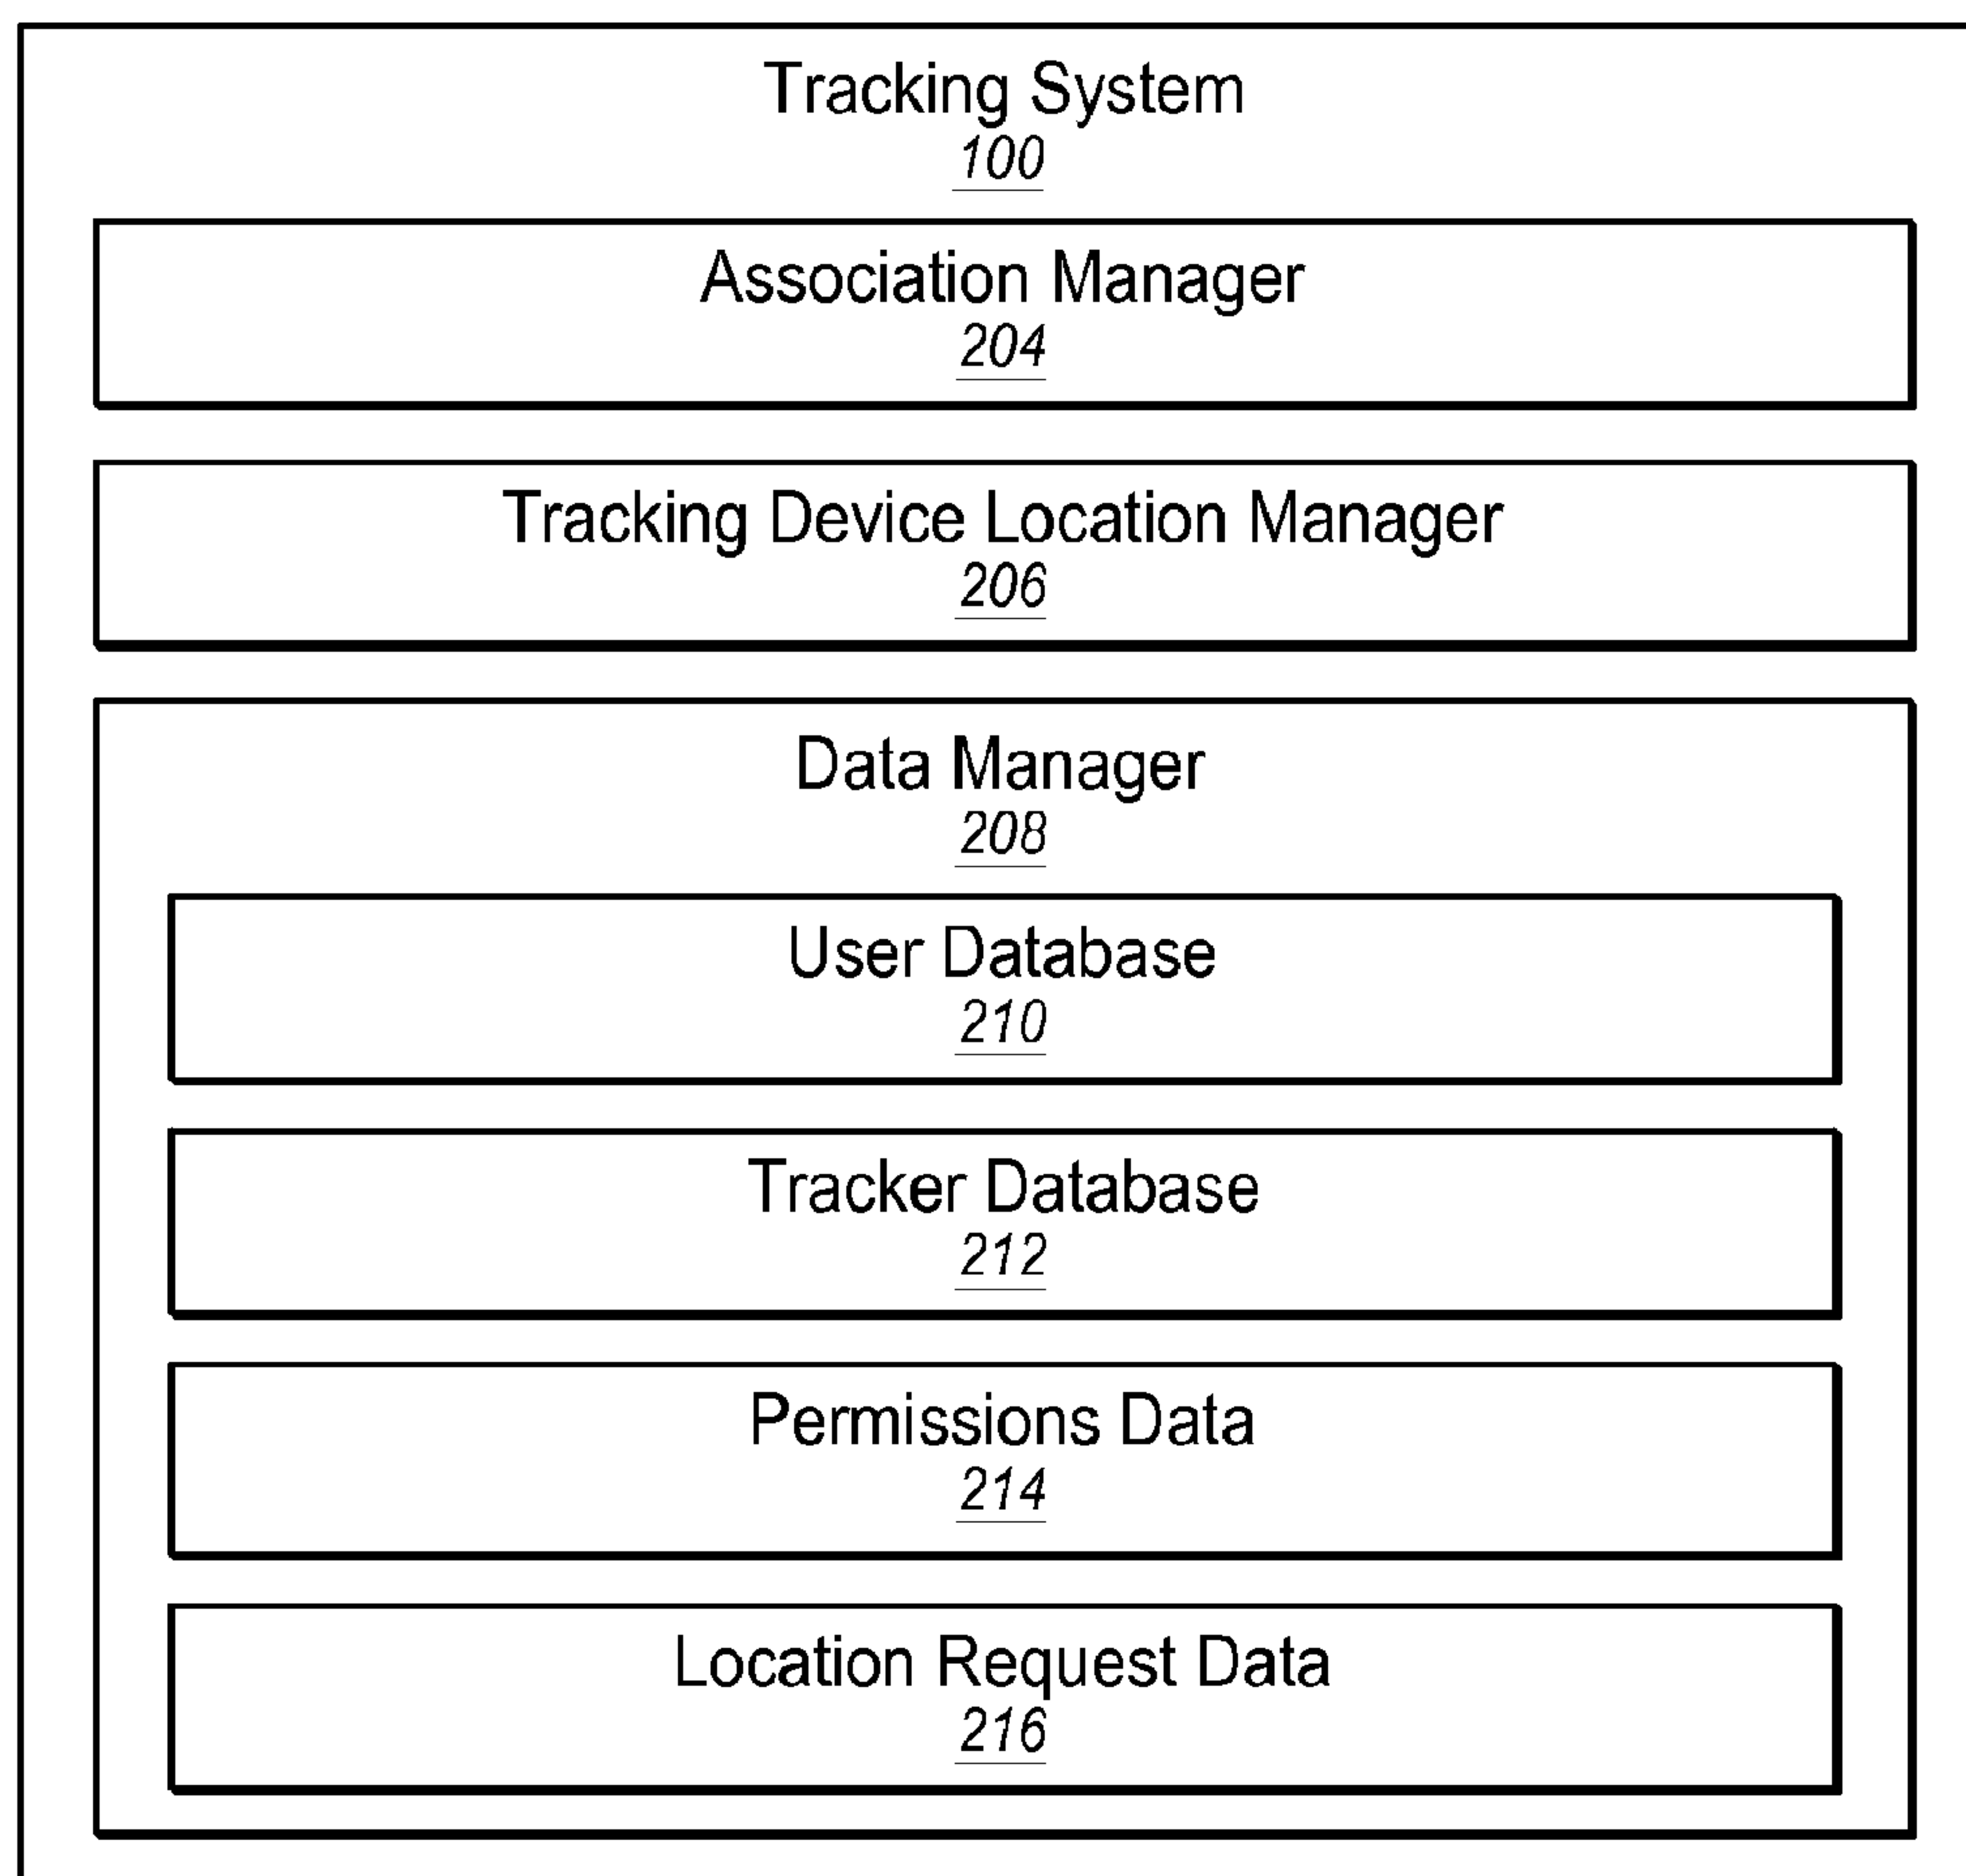 Tracking System
100
Association Manager
204
Tracking Device Location Manager
206
Data Manager
208
User Database
210
Tracker Database
212
Permissions Data
214
Location Request Data
216